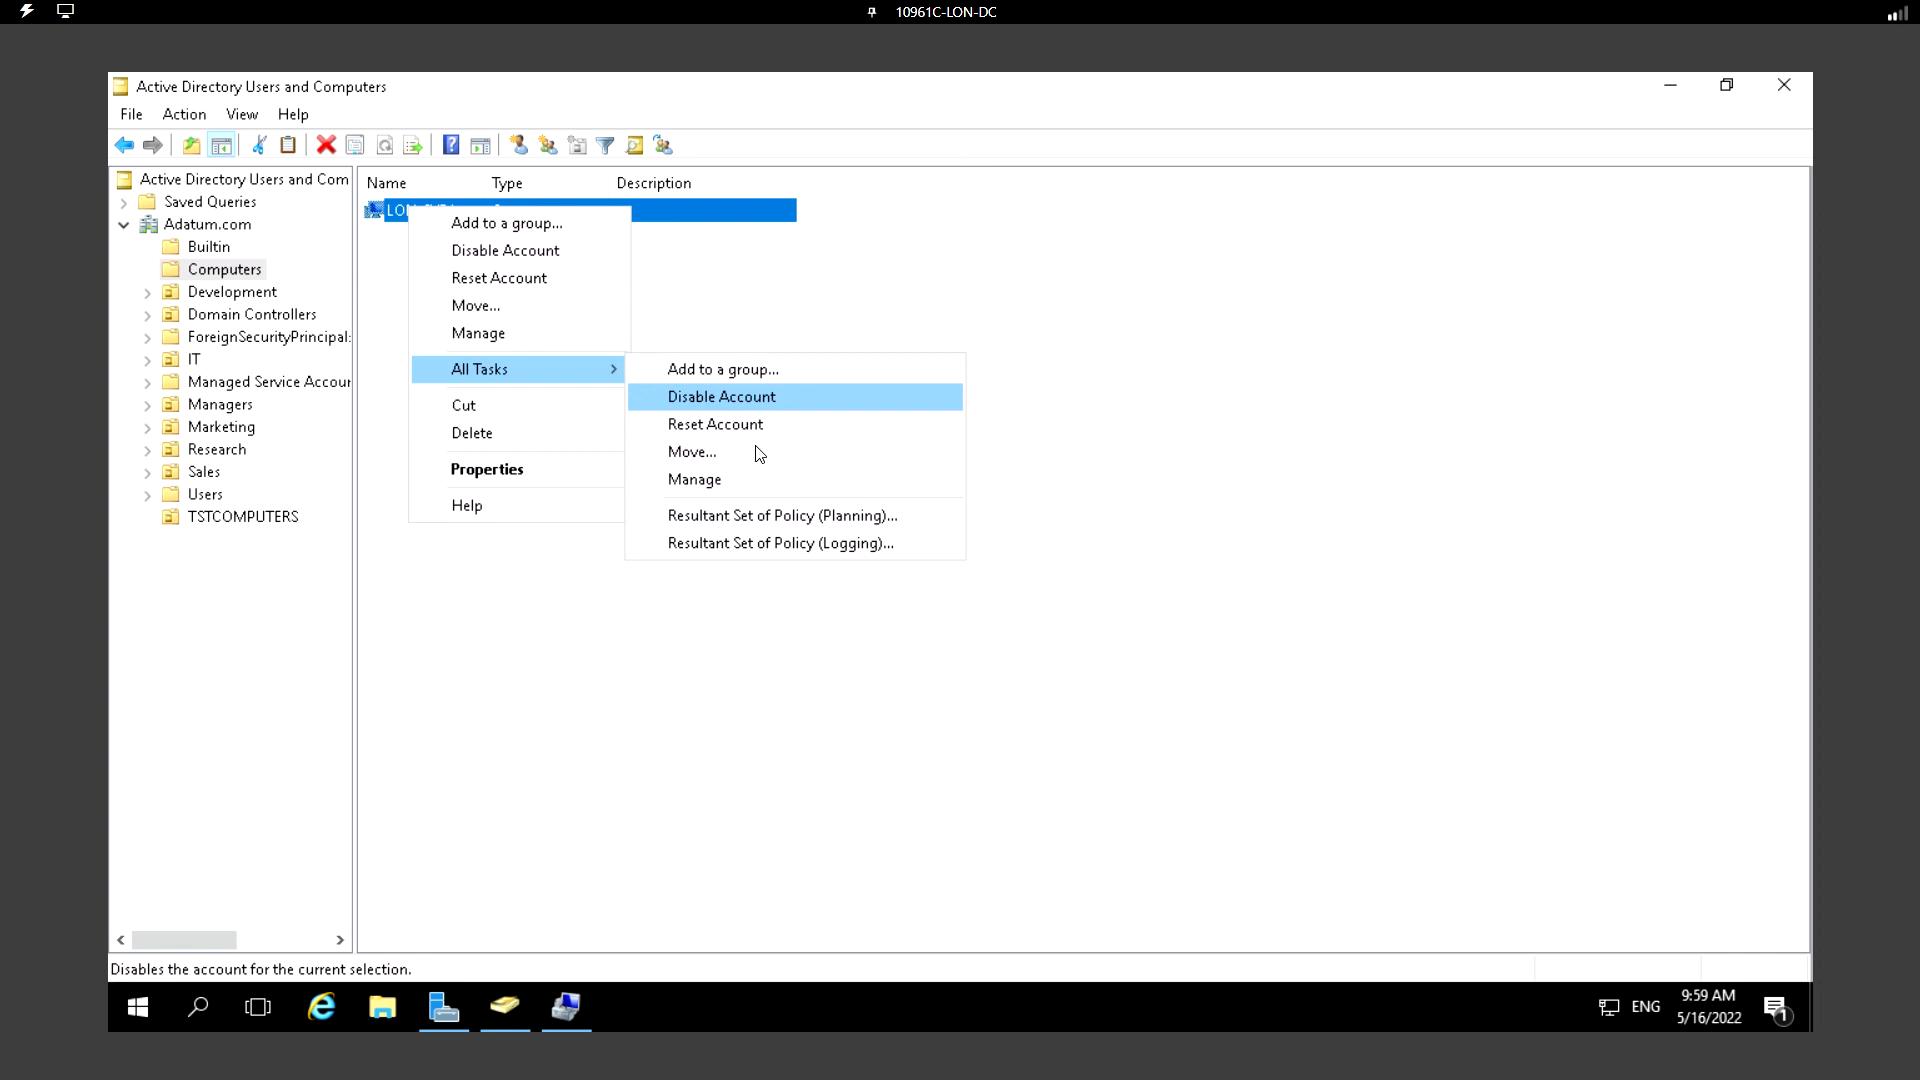 10961C-LON-DC
Active Directory Users and Computers
File Action View Help
Active Directory Users and Com
Saved Queries
Adatum.com
Builtin
Computers
Development
Domain Controllers
ForeignSecurityPrincipal:
IT
Managed Service Accour
Managers
Marketing
Research
Sales
Users
TSTCOMPUTERS
Name Type Description
Add to a group...
Disable Account
Reset Account
Move...
Manage
All Tasks
Cut
Delete
Properties
Help
Add to a group...
Disable Account
Reset Account
Move...
Manage
Resultant Set of Policy (Planning)...
Resultant Set of Policy (Logging)...
Disables the account for the current selection.
ENG
9:59 AM
5/16/2022
1